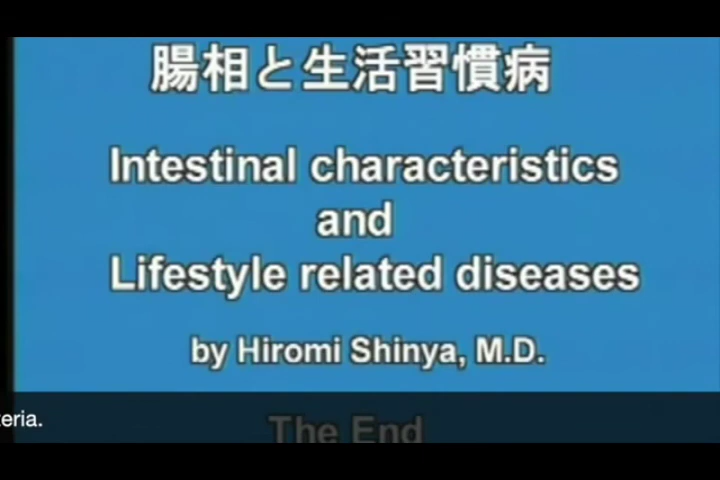 腸相と生活習慣病
Intestinal characteristics
and
Lifestyle related diseases
by Hiromi Shinya, M.D.
The End